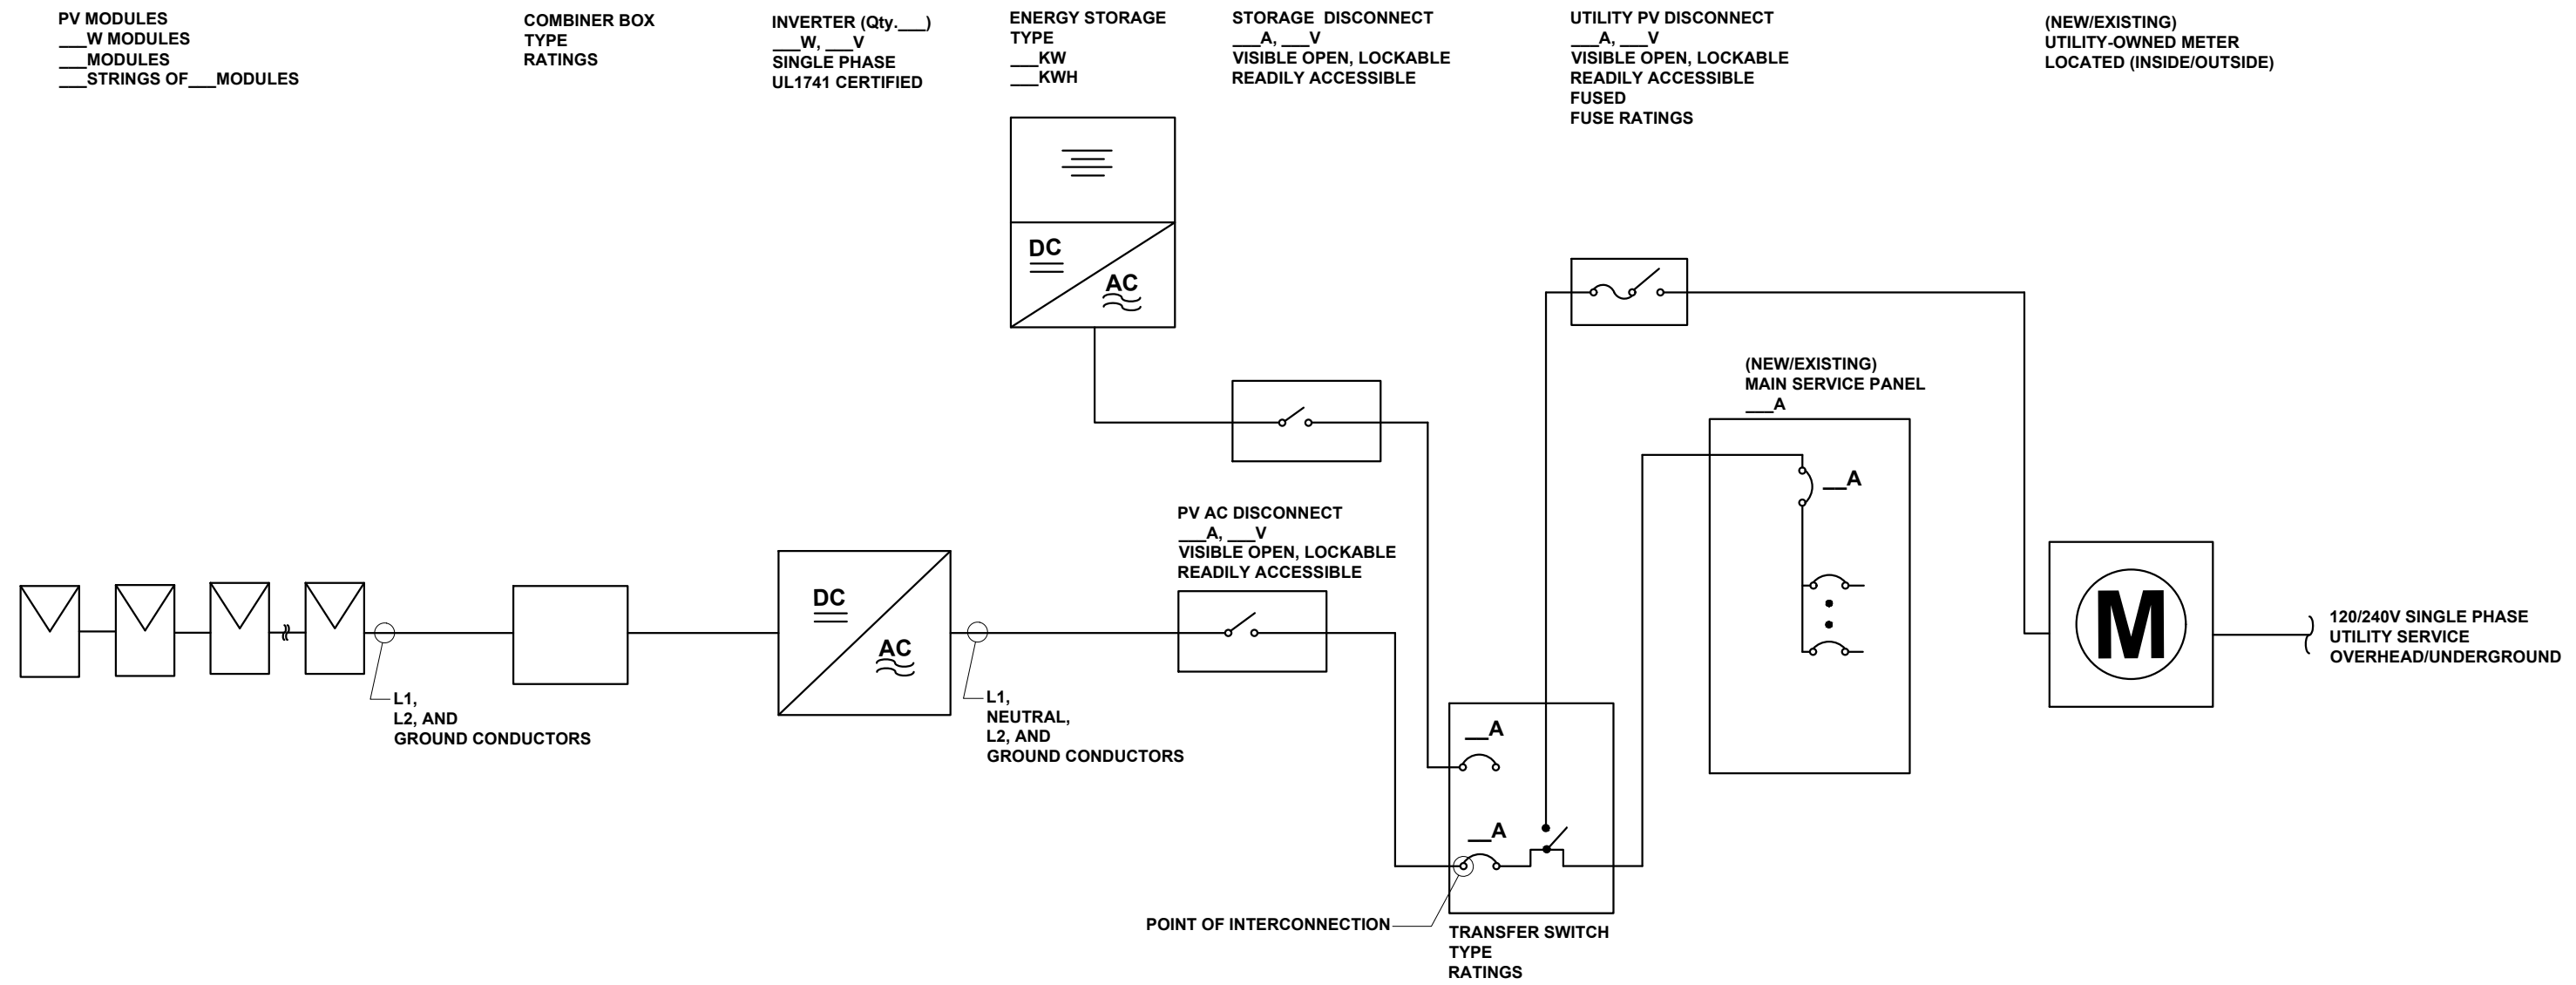 PV MODULES
___W MODULES
___MODULES
___STRINGS OF___MODULES
COMBINER BOX
TYPE
RATINGS
INVERTER (Qty.___)
___W, ___V
SINGLE PHASE
UL1741 CERTIFIED
ENERGY STORAGE
TYPE
___KW
___KWH
STORAGE DISCONNECT
___A, ___V
VISIBLE OPEN, LOCKABLE
READILY ACCESSIBLE
UTILITY PV DISCONNECT
___A, ___V
VISIBLE OPEN, LOCKABLE
READILY ACCESSIBLE
FUSED
FUSE RATINGS
(NEW/EXISTING)
UTILITY-OWNED METER
LOCATED (INSIDE/OUTSIDE)
DC
AC
(NEW/EXISTING)
MAIN SERVICE PANEL
___A
__A
PV AC DISCONNECT
___A, ___V
VISIBLE OPEN, LOCKABLE
READILY ACCESSIBLE
DC
AC
M
120/240V SINGLE PHASE
UTILITY SERVICE
OVERHEAD/UNDERGROUND
L1,
L2, AND
GROUND CONDUCTORS
L1,
NEUTRAL,
L2, AND
GROUND CONDUCTORS
__A
__A
POINT OF INTERCONNECTION
TRANSFER SWITCH
TYPE
RATINGS